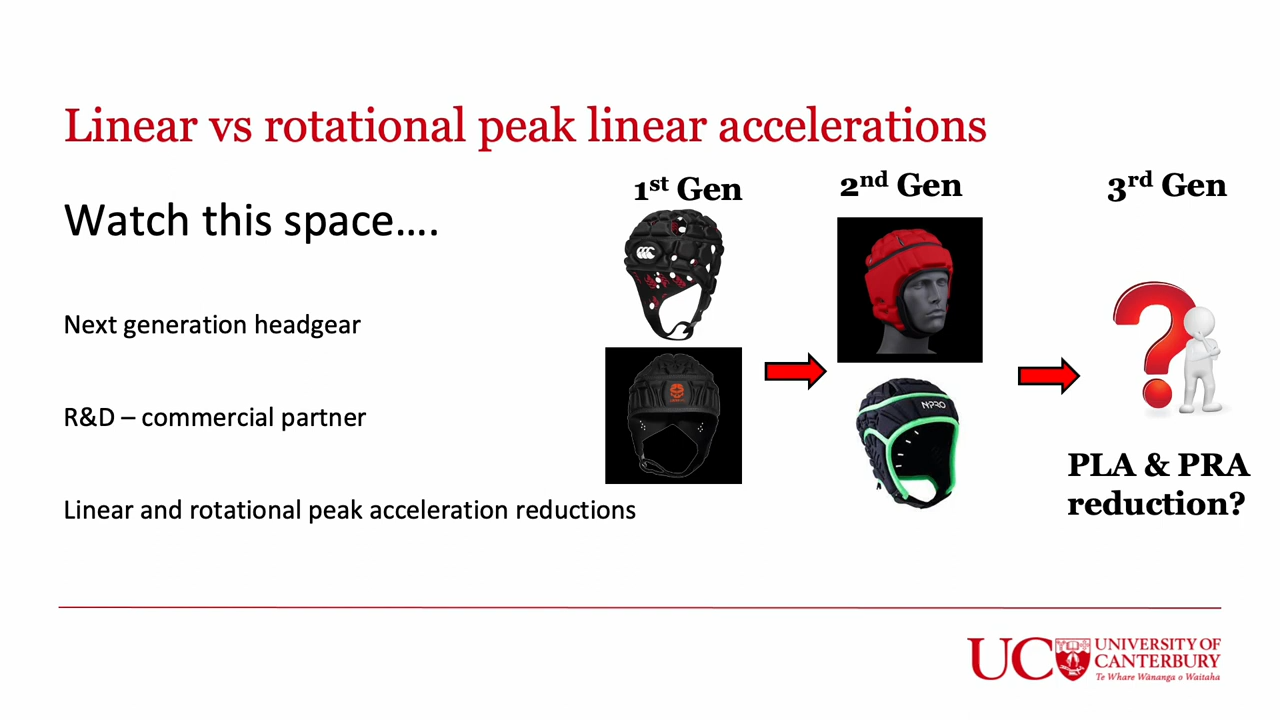 Linear vs rotational peak linear accelerations
Watch this space….
Next generation headgear
R&D – commercial partner
Linear and rotational peak acceleration reductions
1st Gen
2nd Gen
N-PRO
3rd Gen
PLA & PRA
reduction?
UC
UNIVERSITY OF
CANTERBURY
Te Whare Wānanga o Waitaha